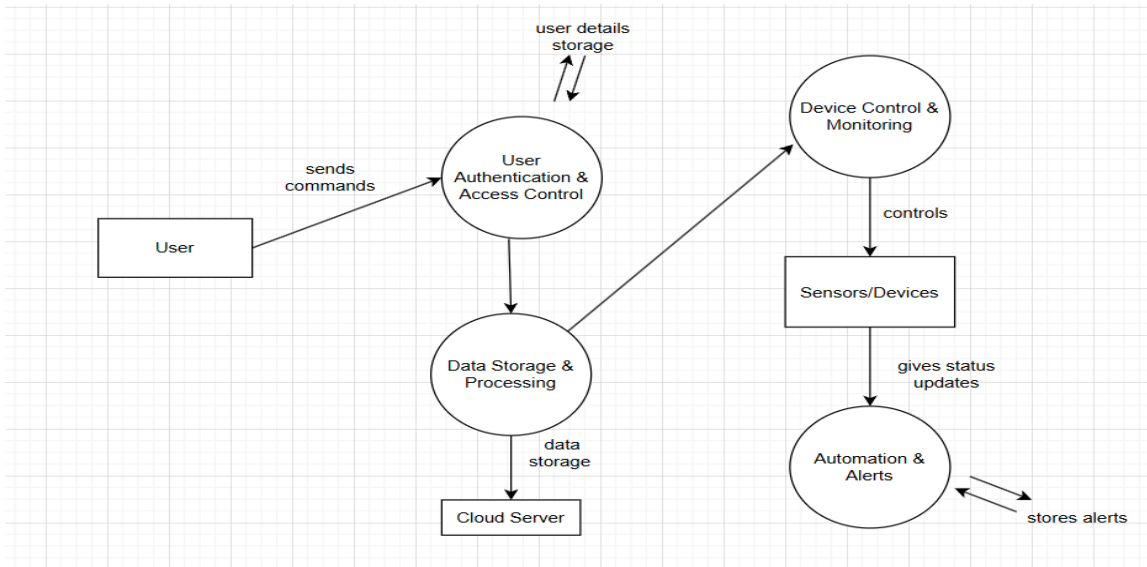 user details
storage
Device Control &
Monitoring
User
Authentication &
Access Control
sends
commands
controls
User
Sensors/Devices
Data Storage &
Processing
gives status
updates
data
storage
Automation &
Alerts
Cloud Server
stores alerts